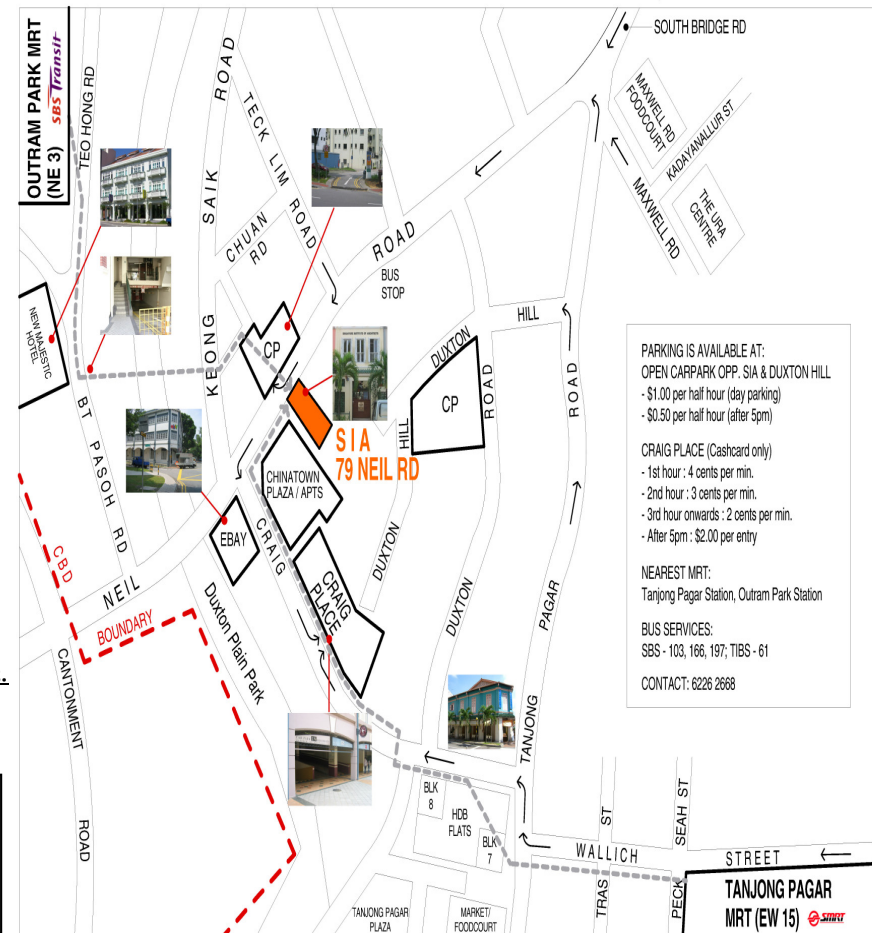 OUTRAM PARK MRT
(NE 3)
SBS Transit
TEO HONG RD
KEONG SAIK ROAD
TECK LIM ROAD
CHUAN
RD
SOUTH BRIDGE RD
MAXWELL RD
FOODCOURT
KADAYANALLUR ST
MAXWELL RD
THE URA
CENTRE
NEIL ROAD
BUS
STOP
NEW MAJESTIC
HOTEL
BT PASOH RD
CP
DUXTON HILL
DUXTON HILL
CP
DUXTON ROAD
TANJONG PAGAR ROAD
SIA
79 NEIL RD
CHINATOWN
PLAZA / APTS
EBAY
CRAIG
CRAIG
PLACE
Duxton Plain Park
CBD
BOUNDARY
CANTONMENT
ROAD
BLK
8
HDB
FLATS
BLK
7
TANJONG PAGAR
PLAZA
MARKET/
FOODCOURT
WALLICH STREET
TRAS ST
PECK SEAH ST
TANJONG PAGAR
MRT (EW 15)
SMRT
PARKING IS AVAILABLE AT:
OPEN CARPARK OPP. SIA & DUXTON HILL
- $1.00 per half hour (day parking)
- $0.50 per half hour (after 5pm)
CRAIG PLACE (Cashcard only)
- 1st hour : 4 cents per min.
- 2nd hour : 3 cents per min.
- 3rd hour onwards : 2 cents per min.
- After 5pm : $2.00 per entry
NEAREST MRT:
Tanjong Pagar Station, Outram Park Station
BUS SERVICES:
SBS - 103, 166, 197; TIBS - 61
CONTACT: 6226 2668